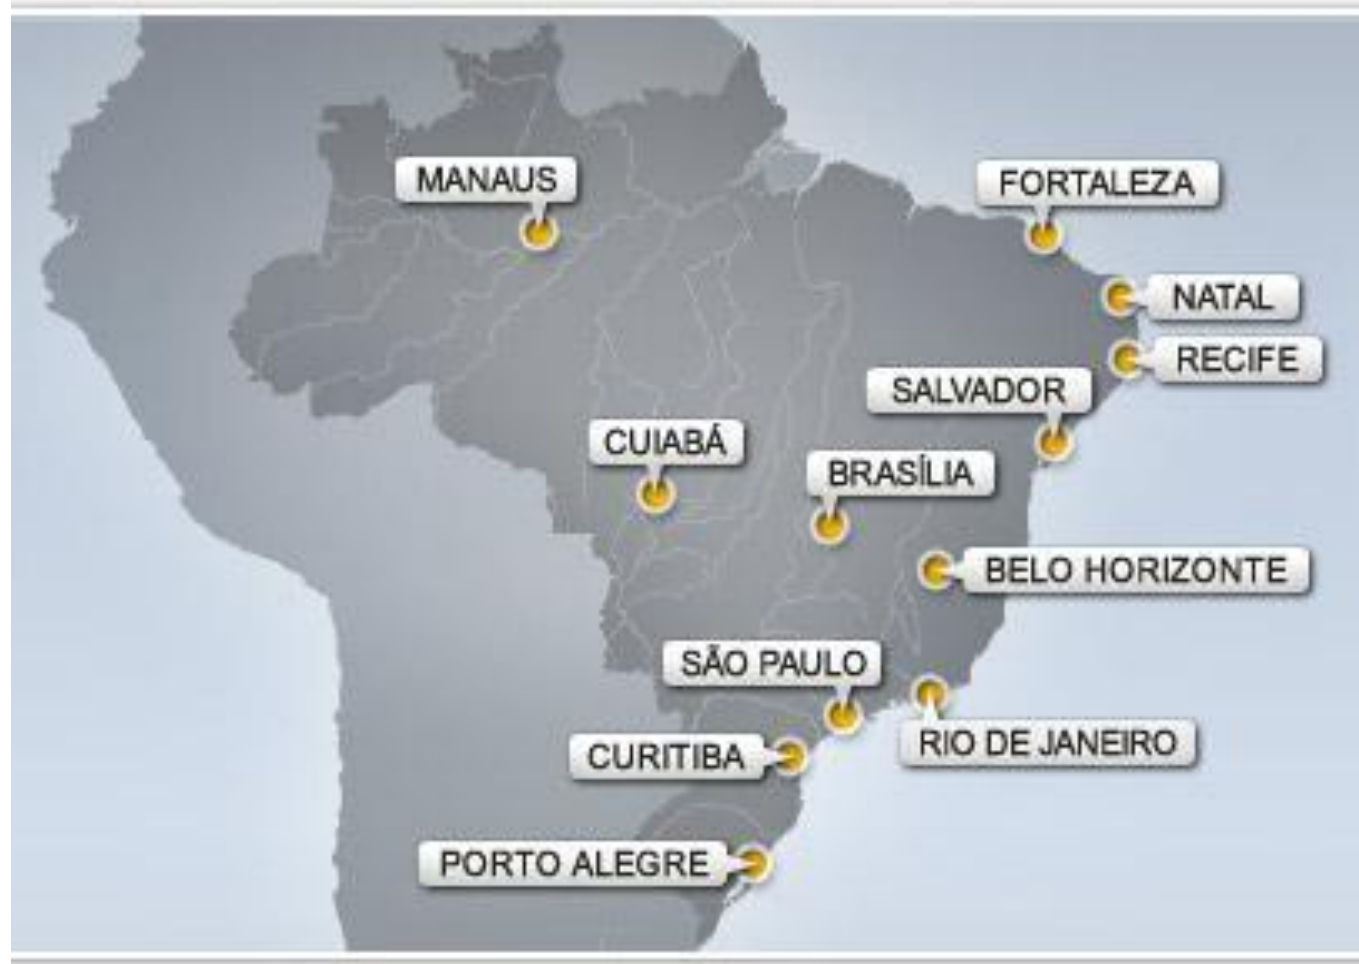 MANAUS
FORTALEZA
NATAL
RECIFE
SALVADOR
CUIABÁ
BRASÍLIA
BELO HORIZONTE
SÃO PAULO
RIO DE JANEIRO
CURITIBA
PORTO ALEGRE